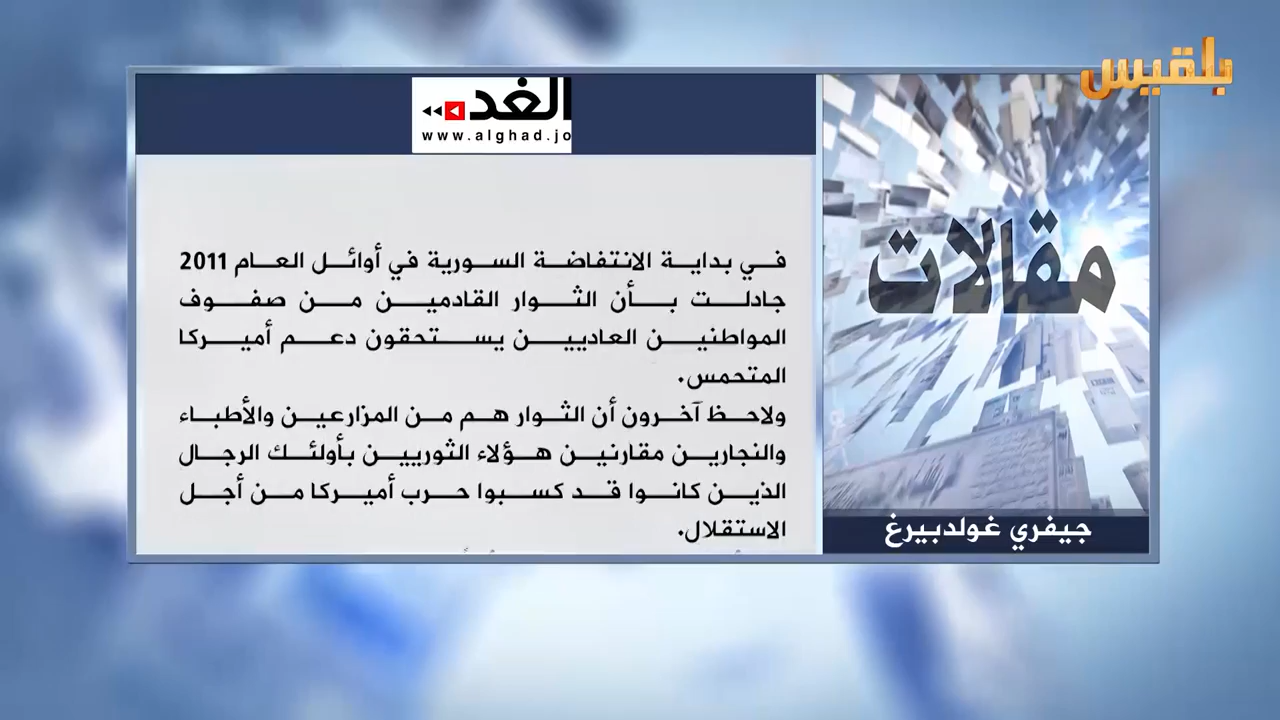 بلقيس
الغد
www.alghad.jo
مقالات
جيفري غولدبيرغ
في بداية الانتفاضة السورية في أوائل العام 2011
جادلت بأن الثوار القادمين من صفوف
المواطنين العاديين يستحقون دعم أميركا
المتحمس.
ولاحظ آخرون أن الثوار هم من المزارعين والأطباء
والنجارين مقارنين هؤلاء الثوريين بأولئك الرجال
الذين كانوا قد كسبوا حرب أميركا من أجل
الاستقلال.